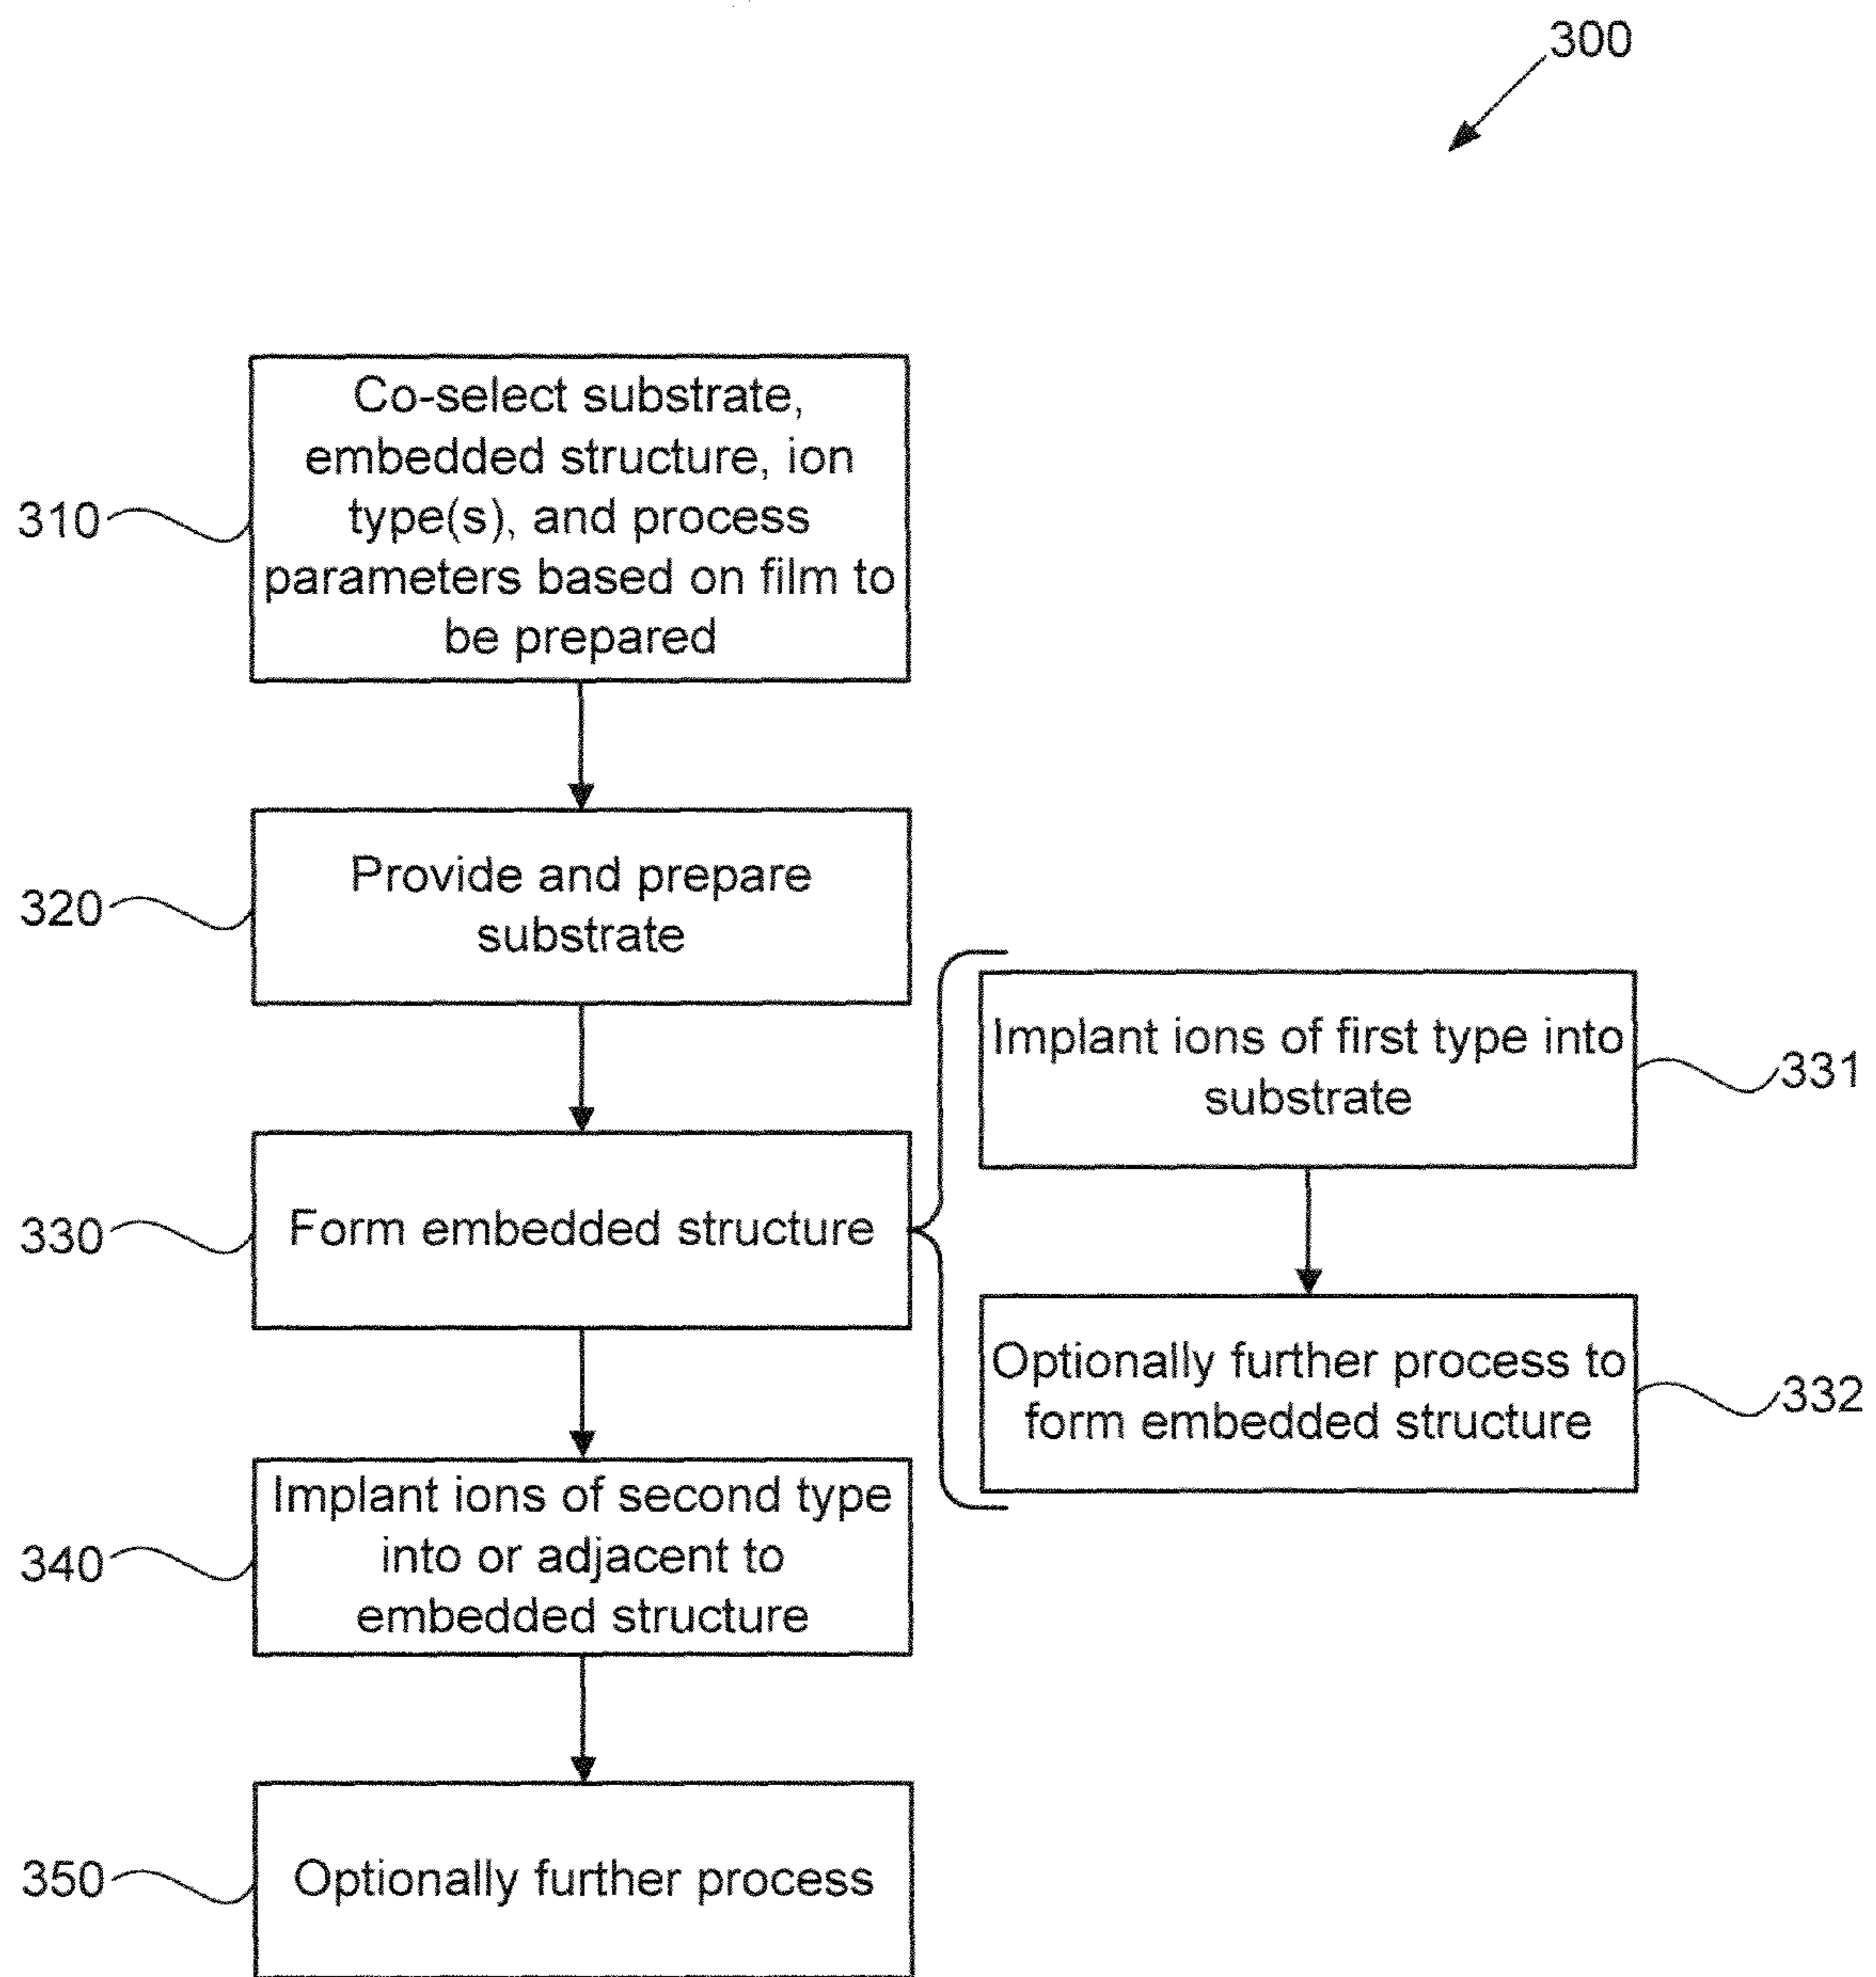 300
310
Co-select substrate,
embedded structure, ion
type(s), and process
parameters based on film to
be prepared
320
Provide and prepare
substrate
330
Form embedded structure
Implant ions of first type into
substrate
331
Optionally further process to
form embedded structure
332
340
Implant ions of second type
into or adjacent to
embedded structure
350
Optionally further process